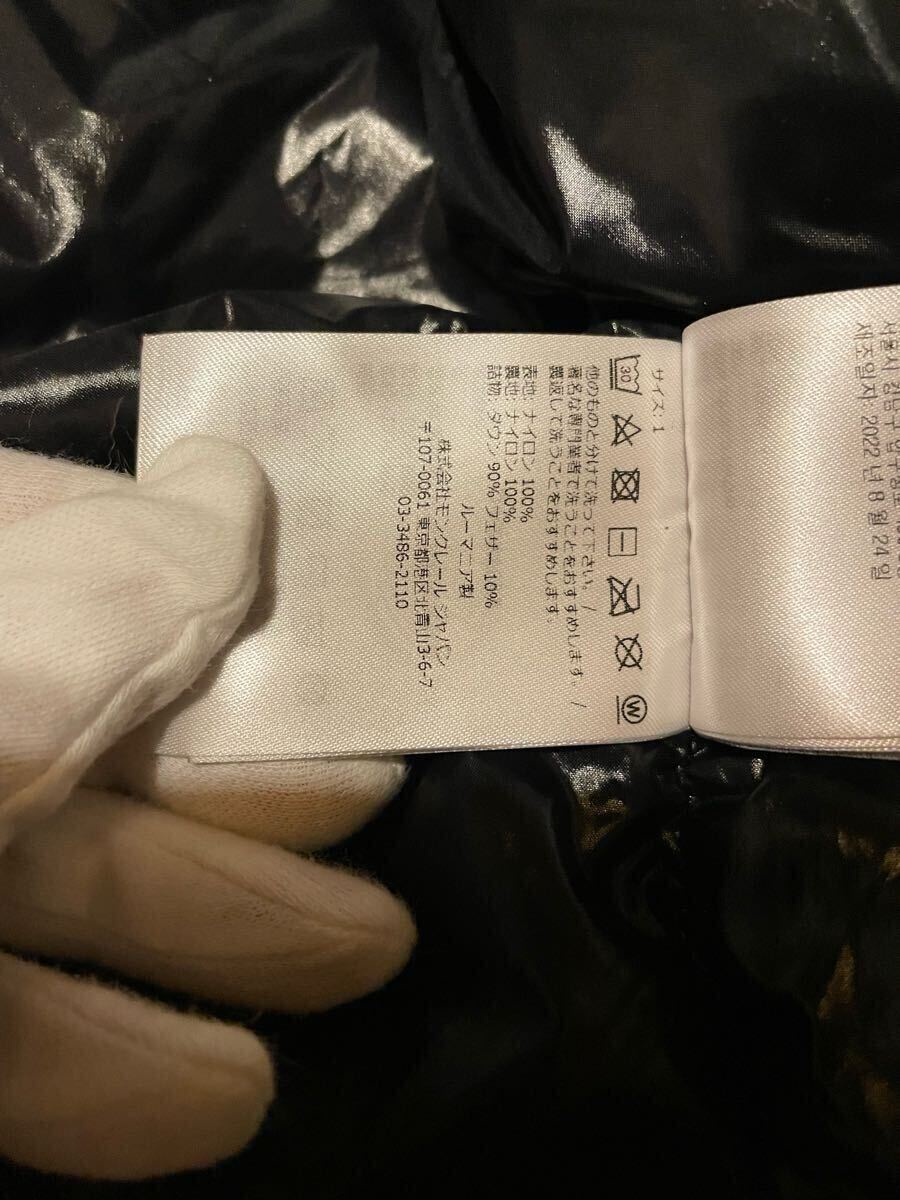 サイズ: 1
30
W
他のものと分けて洗って下さい。/
著名な専門業者で洗うことをおすすめします。/
裏返して洗うことをおすすめします。
表地: ナイロン 100%
裏地: ナイロン 100%
詰物: ダウン 90% フェザー 10%
ルーマニア製
株式会社モンクレール ジャパン
〒107-0061 東京都港区北青山3-6-7
03-3486-2110
제조일자 2022 년 8 월 24 일